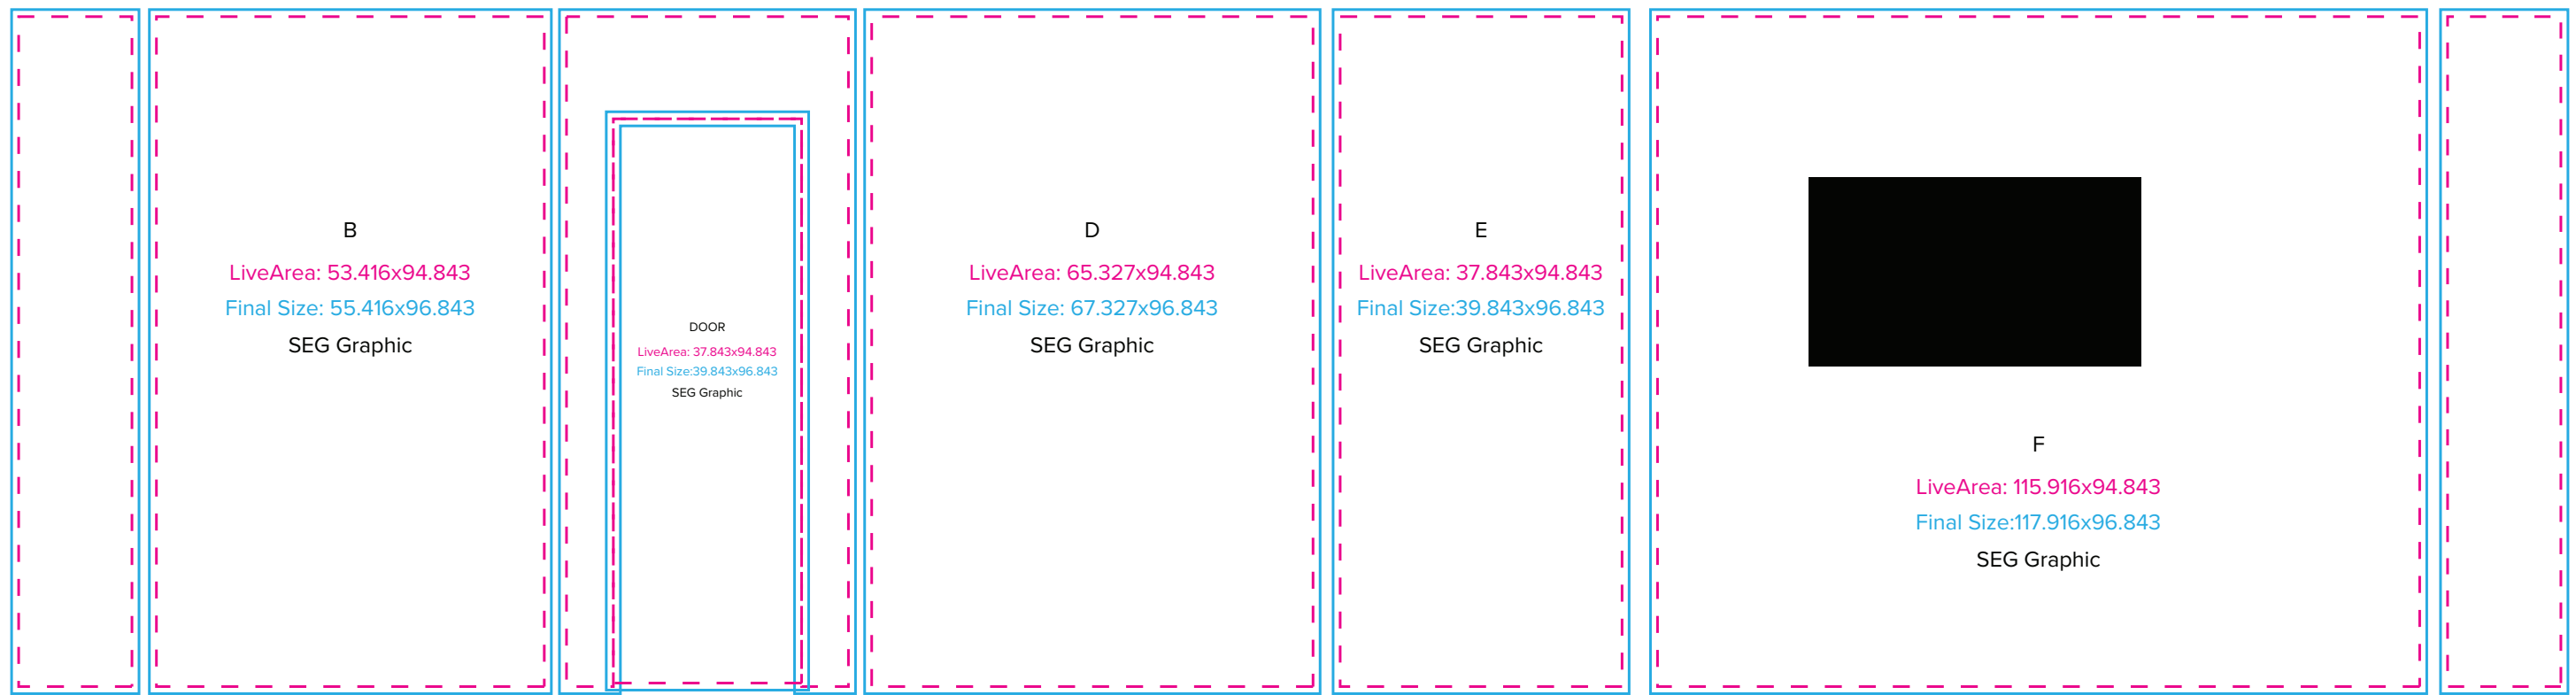 B
LiveArea: 53.416x94.843
Final Size: 55.416x96.843
SEG Graphic
DOOR
LiveArea: 37.843x94.843
Final Size:39.843x96.843
SEG Graphic
D
LiveArea: 65.327x94.843
Final Size: 67.327x96.843
SEG Graphic
E
LiveArea: 37.843x94.843
Final Size:39.843x96.843
SEG Graphic
F
LiveArea: 115.916x94.843
Final Size:117.916x96.843
SEG Graphic